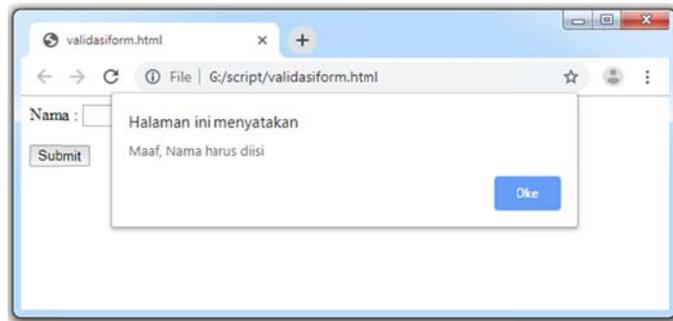 validasiform.html
File | G:/script/validasiform.html
Nama :
Halaman ini menyatakan
Maaf, Nama harus diisi
Submit
Oke